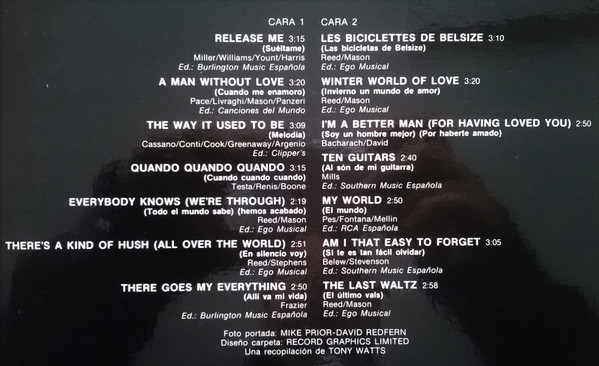 CARA 1
RELEASE ME 3:15
(Suéltame)
Miller/Williams/Yount/Harris
Ed.: Burlington Music Española
A MAN WITHOUT LOVE 3:20
(Cuando me enamoro)
Pace/Livraghi/Mason/Panzeri
Ed.: Canciones del Mundo
THE WAY IT USED TO BE 3:09
(Melodia)
Cassano/Conti/Cook/Greenaway/Argenio
Ed.: Clipper's
QUANDO QUANDO QUANDO 3:15
(Cuando cuando cuando)
Testa/Renis/Boone
EVERYBODY KNOWS (WE'RE THROUGH) 2:19
(Todo el mundo sabe) (hemos acabado)
Reed/Mason
Ed.: Ego Musical
THERE'S A KIND OF HUSH (ALL OVER THE WORLD) 2:51
(En silencio voy)
Reed/Stephens
Ed.: Ego Musical
THERE GOES MY EVERYTHING 2:50
(Allí va mi vida)
Frazier
Ed.: Burlington Music Española
CARA 2
LES BICICLETTES DE BELSIZE 3:10
(Las bicicletas de Belsize)
Reed/Mason
Ed.: Ego Musical
WINTER WORLD OF LOVE 3:20
(Invierno un mundo de amor)
Reed/Mason
Ed.: Ego Musical
I'M A BETTER MAN (FOR HAVING LOVED YOU) 2:50
(Soy un hombre mejor) (Por haberte amado)
Bacharach/David
TEN GUITARS 2:40
(Al són de mi guitarra)
Mills
Ed.: Southern Music Española
MY WORLD 2:50
(El mundo)
Pes/Fontana/Mellin
Ed.: RCA Española
AM I THAT EASY TO FORGET 3:05
(Si te es tan fácil olvidar)
Belew/Stevenson
Ed.: Southern Music Española
THE LAST WALTZ 2:58
(El último vals)
Reed/Mason
Ed.: Ego Musical
Foto portada: MIKE PRIOR-DAVID REDFERN
Diseño carpeta: RECORD GRAPHICS LIMITED
Una recopilación de TONY WATTS